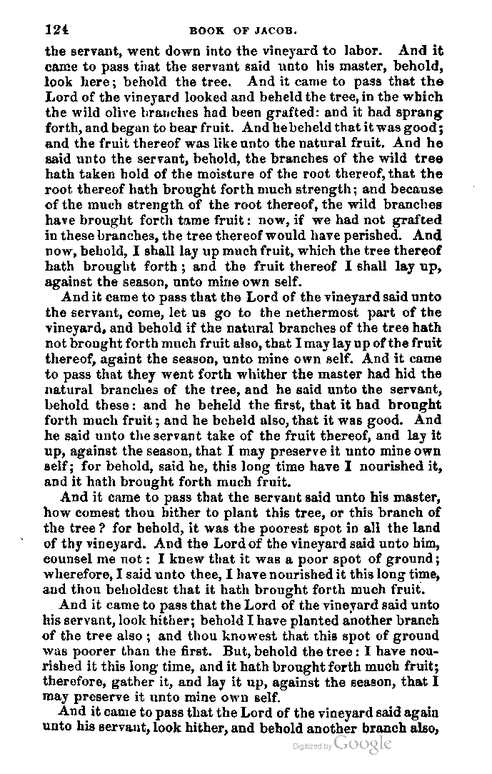 124 BOOK OF JACOB.
the servant, went down into the vineyard to labor. And it
came to pass that the servant said unto his master, behold,
look here; behold the tree. And it came to pass that the
Lord of the vineyard looked and beheld the tree, in the which
the wild olive branches had been grafted: and it had sprang
forth, and began to bear fruit. And he beheld that it was good;
and the fruit thereof was like unto the natural fruit. And he
said unto the servant, behold, the branches of the wild tree
hath taken hold of the moisture of the root thereof, that the
root thereof hath brought forth much strength; and because
of the much strength of the root thereof, the wild branches
have brought forth tame fruit: now, if we had not grafted
in these branches, the tree thereof would have perished. And
now, behold, I shall lay up much fruit, which the tree thereof
hath brought forth; and the fruit thereof I shall lay up,
against the season, unto mine own self.
And it came to pass that the Lord of the vineyard said unto
the servant, come, let us go to the nethermost part of the
vineyard, and behold if the natural branches of the tree hath
not brought forth much fruit also, that I may lay up of the fruit
thereof, againt the season, unto mine own self. And it came
to pass that they went forth whither the master had hid the
natural branches of the tree, and he said unto the servant,
behold these: and he beheld the first, that it had brought
forth much fruit; and he beheld also, that it was good. And
he said unto the servant take of the fruit thereof, and lay it
up, against the season, that I may preserve it unto mine own
self; for behold, said he, this long time have I nourished it,
and it hath brought forth much fruit.
And it came to pass that the servant said unto his master,
how comest thou hither to plant this tree, or this branch of
the tree? for behold, it was the poorest spot in all the land
of thy vineyard. And the Lord of the vineyard said unto him,
counsel me not: I knew that it was a poor spot of ground;
wherefore, I said unto thee, I have nourished it this long time,
and thou beholdest that it hath brought forth much fruit.
And it came to pass that the Lord of the vineyard said unto
his servant, look hither; behold I have planted another branch
of the tree also; and thou knowest that this spot of ground
was poorer than the first. But, behold the tree: I have nou-
rished it this long time, and it hath brought forth much fruit;
therefore, gather it, and lay it up, against the season, that I
may preserve it unto mine own self.
And it came to pass that the Lord of the vineyard said again
unto his servant, look hither, and behold another branch also,
Digitized by Google